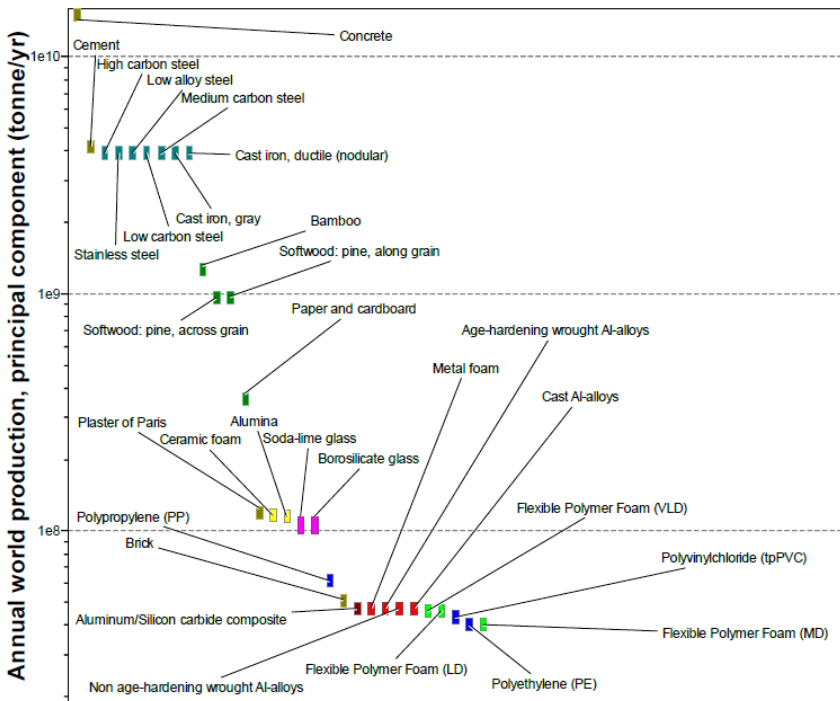 Annual world production, principal component (tonne/yr)
Concrete
Cement
1e10
High carbon steel
Low alloy steel
Medium carbon steel
Cast iron, ductile (nodular)
Cast iron, gray
Low carbon steel
Stainless steel
Bamboo
Softwood: pine, along grain
1e9
Softwood: pine, across grain
Paper and cardboard
Age-hardening wrought Al-alloys
Metal foam
Cast Al-alloys
Plaster of Paris
Alumina
Ceramic foam
Soda-lime glass
Borosilicate glass
Flexible Polymer Foam (VLD)
Polypropylene (PP)
1e8
Brick
Polyvinylchloride (tpPVC)
Aluminum/Silicon carbide composite
Flexible Polymer Foam (MD)
Flexible Polymer Foam (LD)
Non age-hardening wrought Al-alloys
Polyethylene (PE)